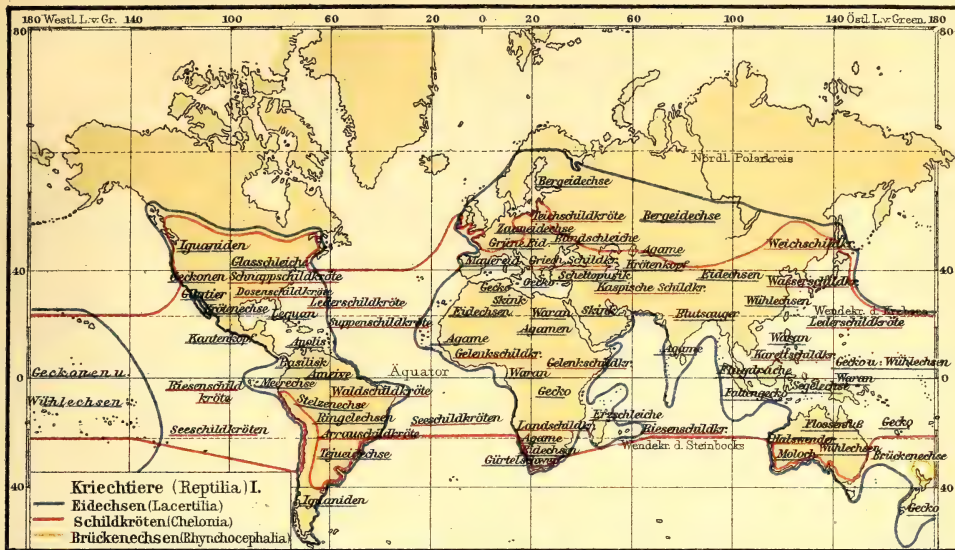 180 Westl. L. v. Gr. 140 100 60 20 0 20 60 100 140 Östl. L. v. Green. 180
80 80
Nördl. Polarkreis
Bergeidechse
Teichschildkröte Bergeidechse
Zauneidechse
Iguaniden Grüne Eid. Blindschleiche Agame Weichschildkr.
Glasschleiche Mauereid. Griech. Schildkr. Krötenkopf
40 Geckonen Schnappschildkröte Gecko Gecko Scheltopusik Eidechsen Wasserschildkr. 40
Dosenschildkröte Skink Kaspische Schildkr.
Krötenechse Leguan Lederschildkröte Eidechsen Waran Skink Wühlechsen
Suppenschildkröte Blutsauger Wendekr. d. Krebses
Lederschildkröte
Kantenkopf Anolis Agame Agamen Waran
Basilisk Gelenkschildkr. Gelenkschildkr. Agame Karettschildkr.
Ameive Äquator Waran Flugdrache Gecko u. Wühlechsen
Geckonen u. Meerechse Waran
0 Riesenschildkröte Waldschildkröte Gecko Faltengecko Segelechse 0
Wühlechsen Stelzenechse
Ringelechsen Erzschleiche Flossenfuß
Seeschildkröten Arrauschildkröte Seeschildkröten Landschildkr. Riesenschildkr. Gecko
Agame Wendekr. d. Steinbocks
Tejueidechse Eidechsen Moloch Wühlechsen Brückenechse
Gürtelschweif
40 Iguaniden 40
Gecko
Kriechtiere (Reptilia) I.
Eidechsen (Lacertilia)
Schildkröten (Chelonia)
Brückenechsen (Rhynchocephalia)